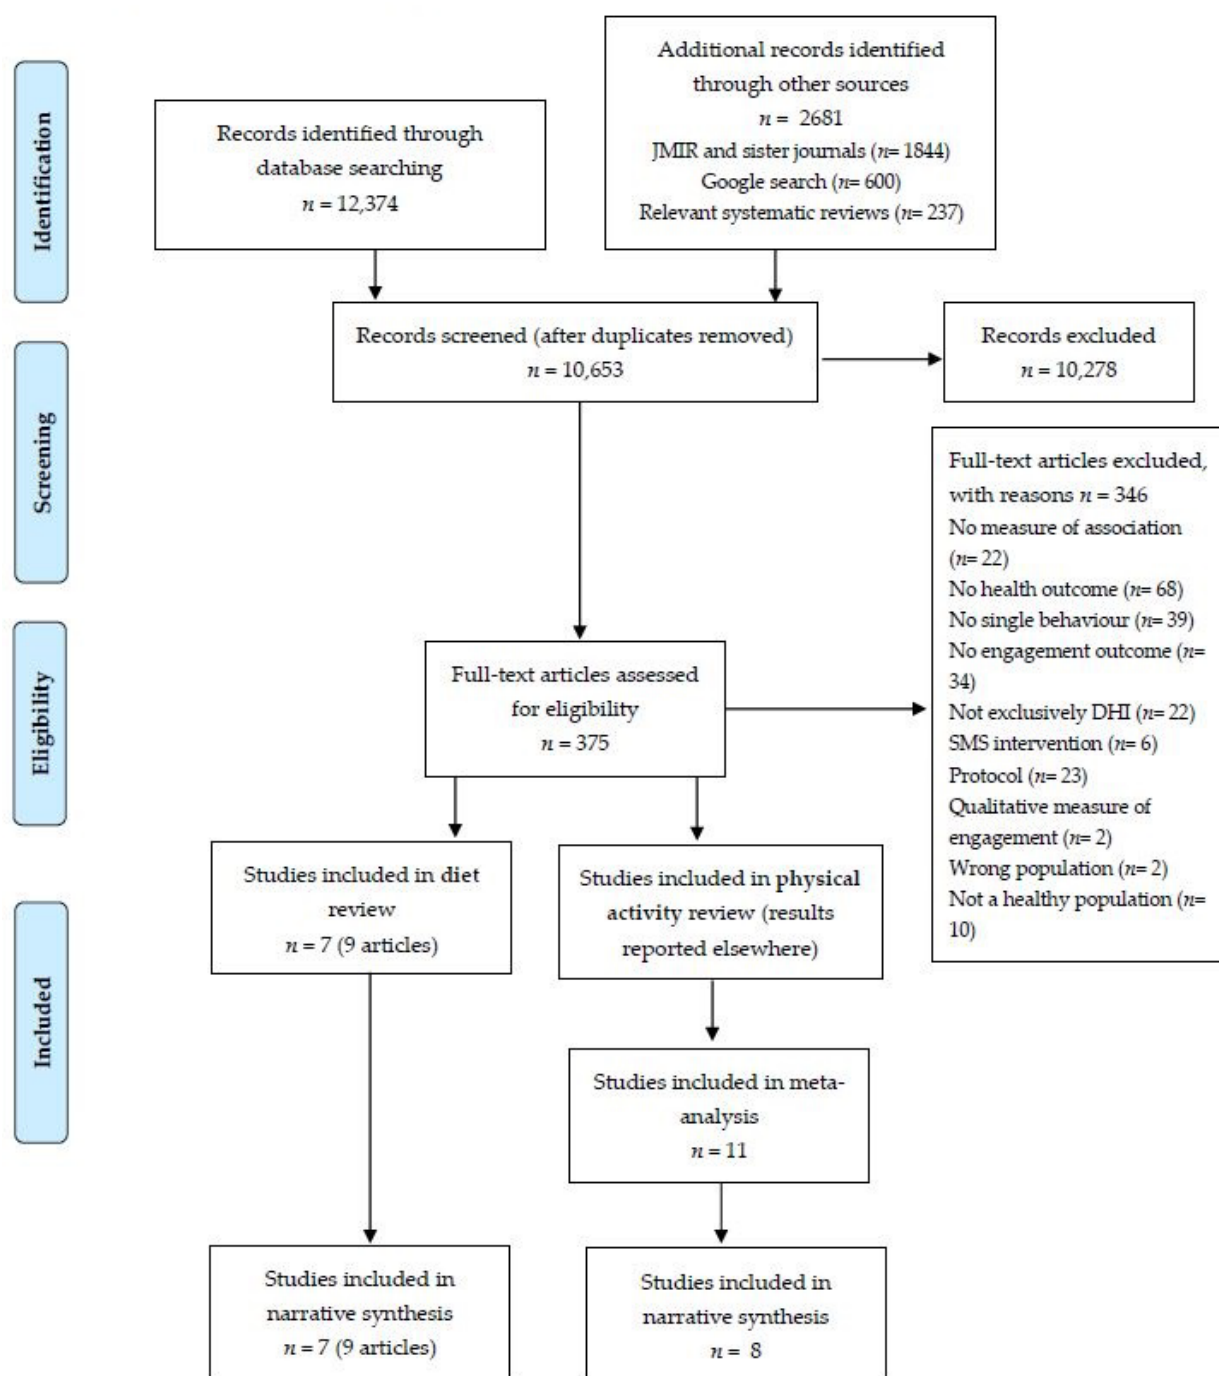 Identification
Records identified through
database searching
n = 12,374
Additional records identified
through other sources
n = 2681
JMIR and sister journals (n= 1844)
Google search (n= 600)
Relevant systematic reviews (n= 237)
Screening
Records screened (after duplicates removed)
n = 10,653
Records excluded
n = 10,278
Eligibility
Full-text articles assessed
for eligibility
n = 375
Full-text articles excluded,
with reasons n = 346
No measure of association
(n= 22)
No health outcome (n= 68)
No single behaviour (n= 39)
No engagement outcome (n=
34)
Not exclusively DHI (n= 22)
SMS intervention (n= 6)
Protocol (n= 23)
Qualitative measure of
engagement (n= 2)
Wrong population (n= 2)
Not a healthy population (n=
10)
Included
Studies included in diet
review
n = 7 (9 articles)
Studies included in physical
activity review (results
reported elsewhere)
Studies included in meta-
analysis
n = 11
Studies included in
narrative synthesis
n = 7 (9 articles)
Studies included in
narrative synthesis
n = 8